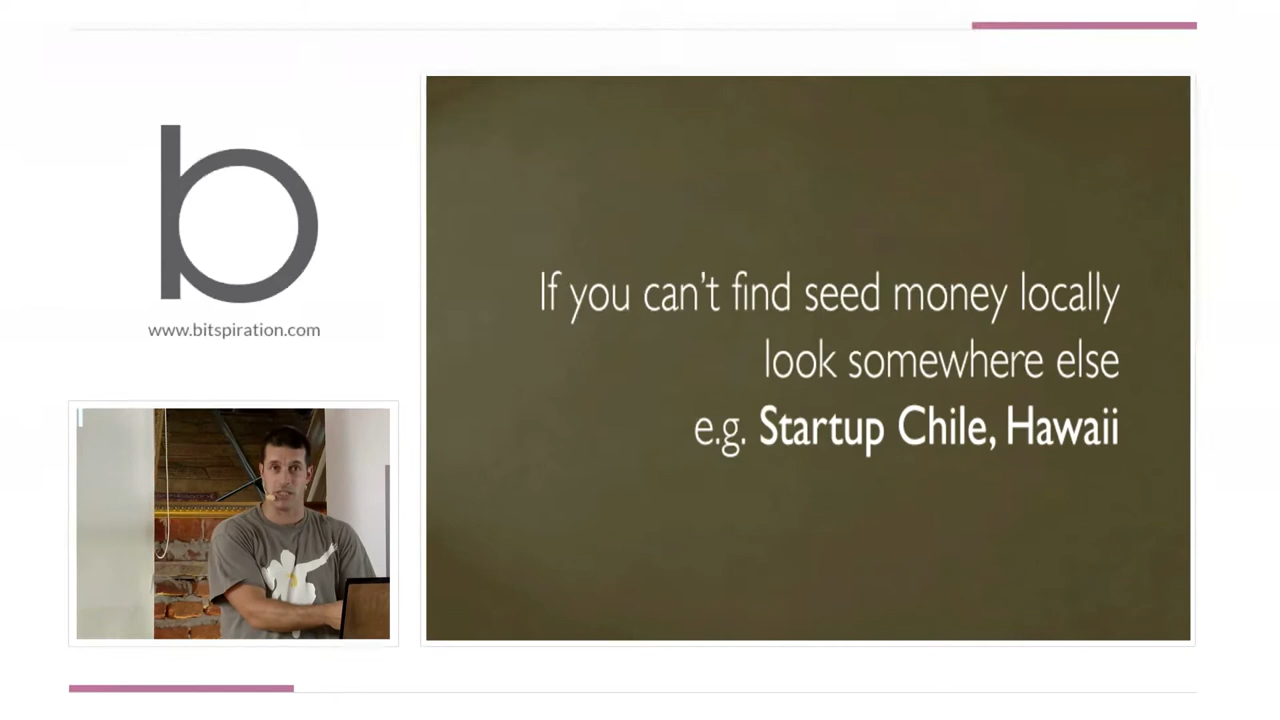 www.bitspiration.com
If you can't find seed money locally
look somewhere else
e.g. Startup Chile, Hawaii